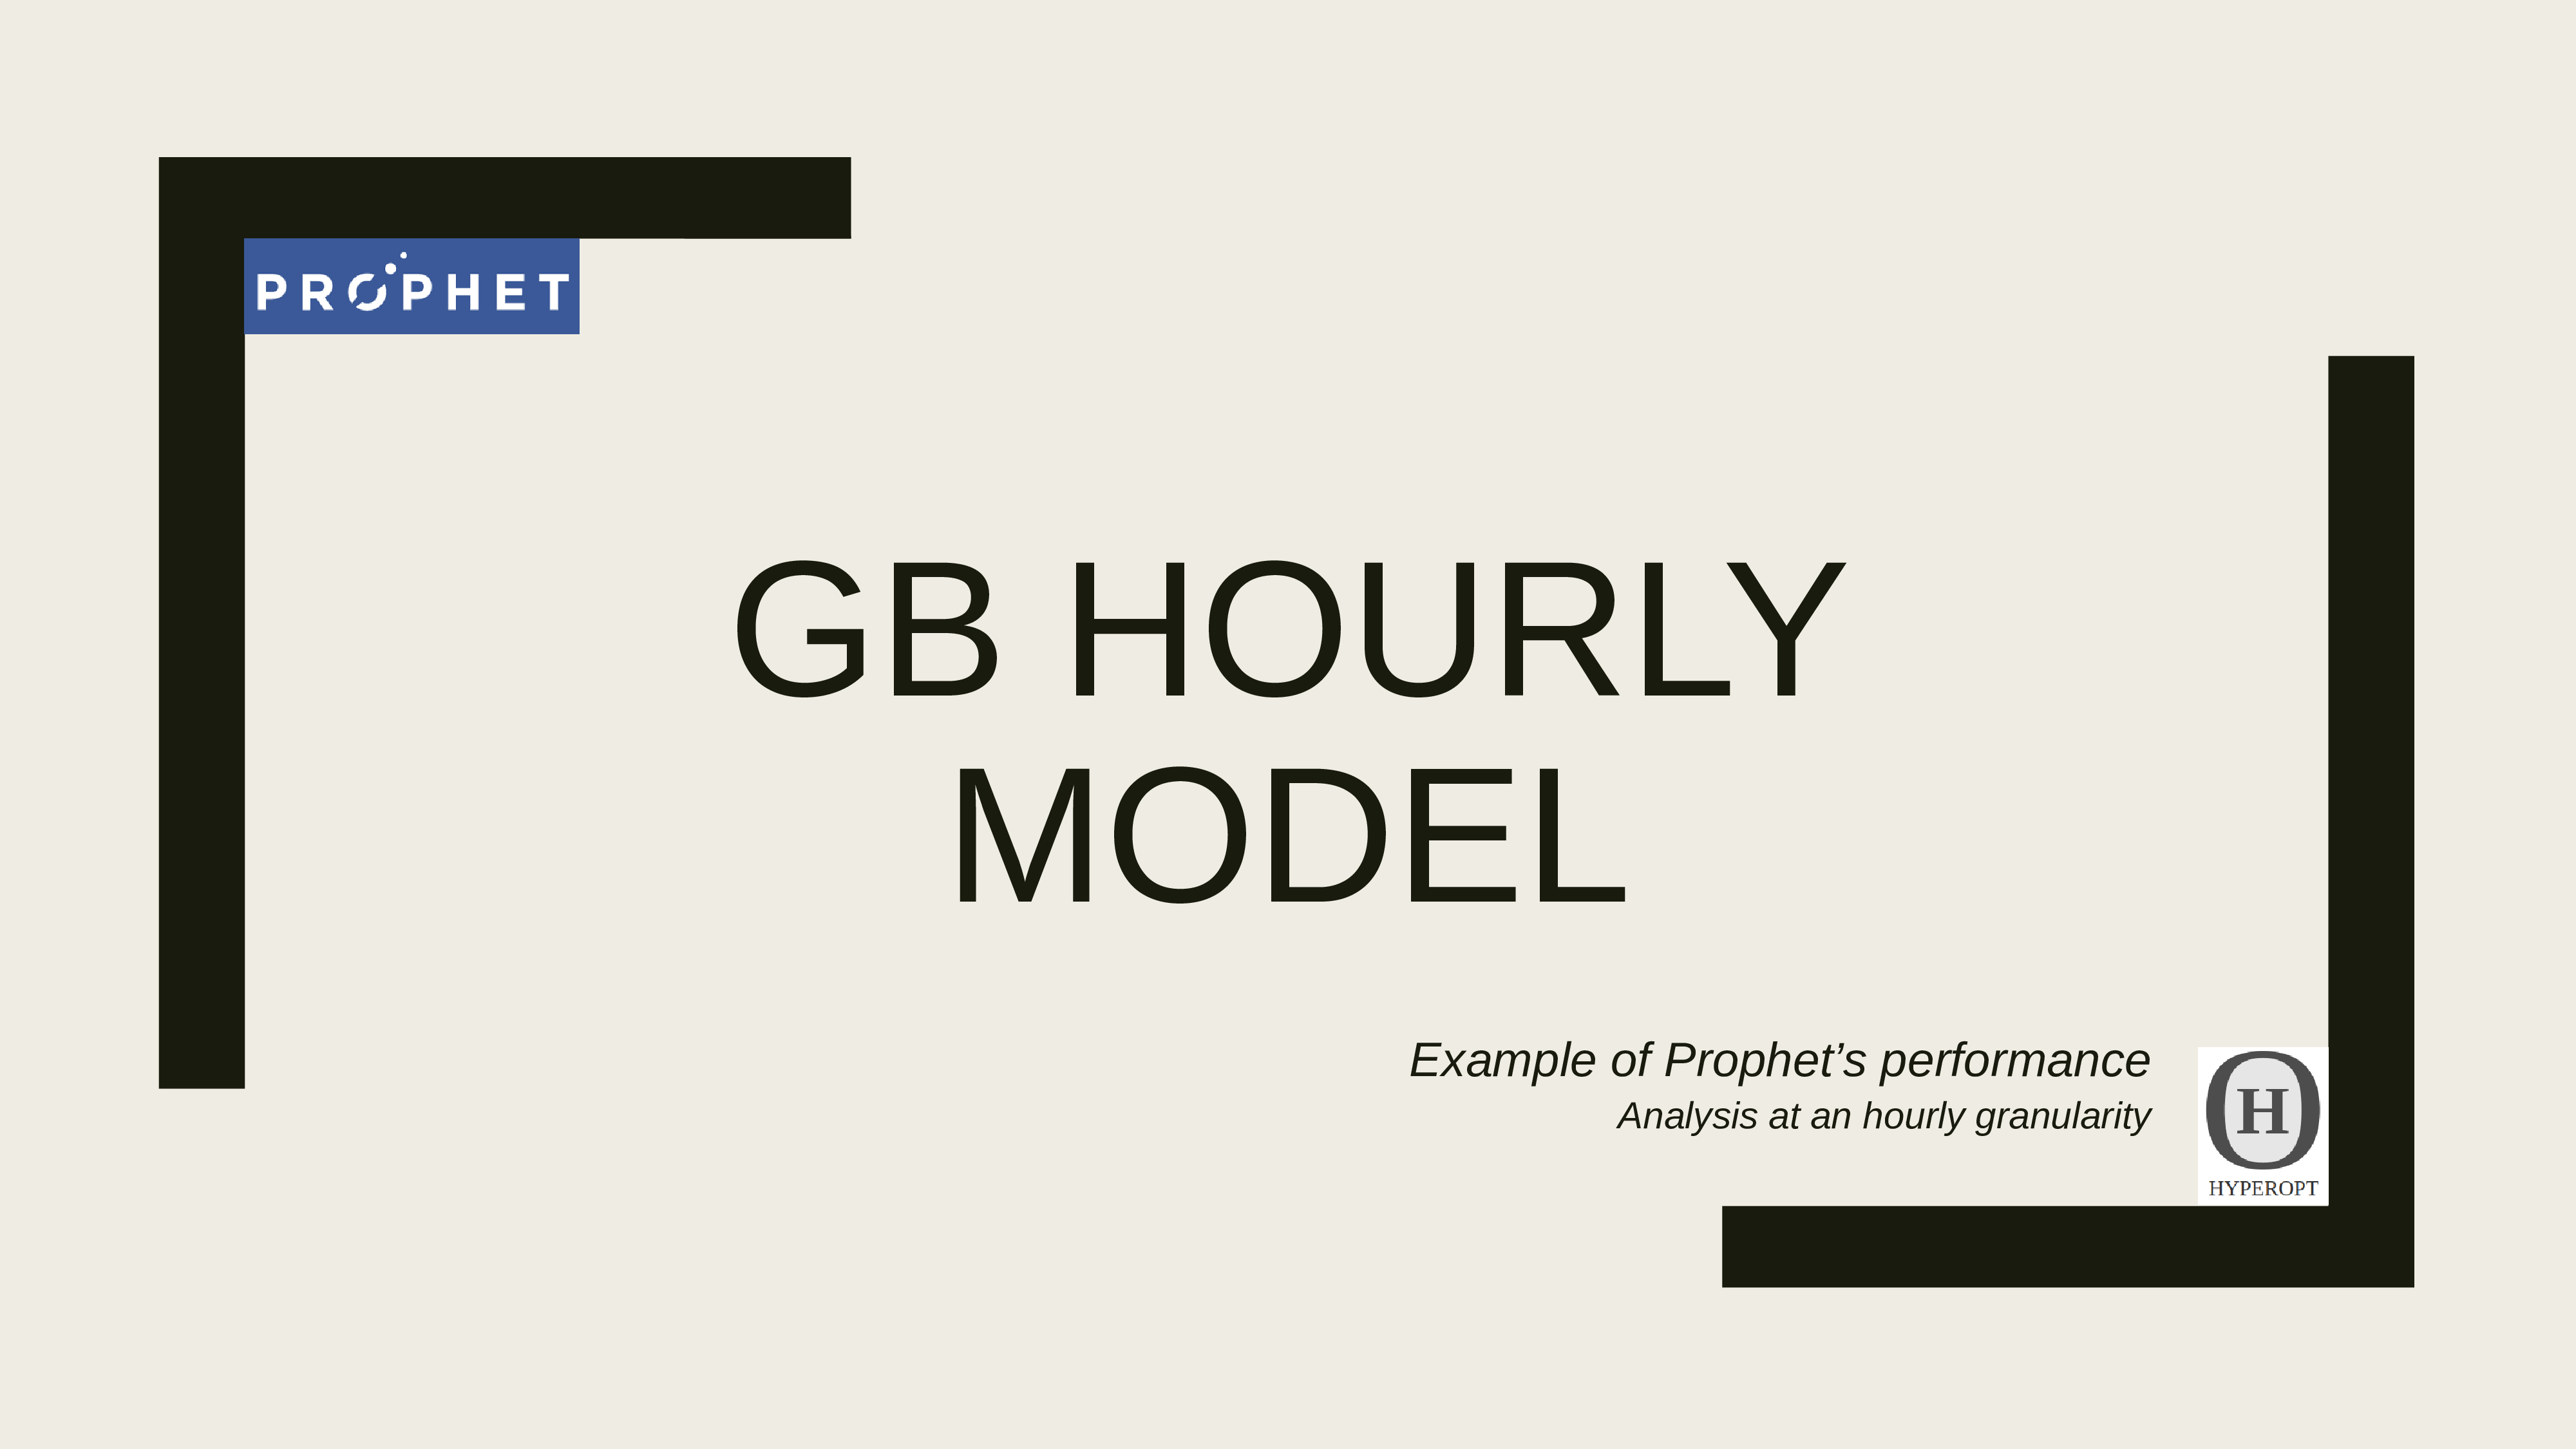 PROPHET
GB HOURLY
MODEL
Example of Prophet’s performance
Analysis at an hourly granularity
H
HYPEROPT